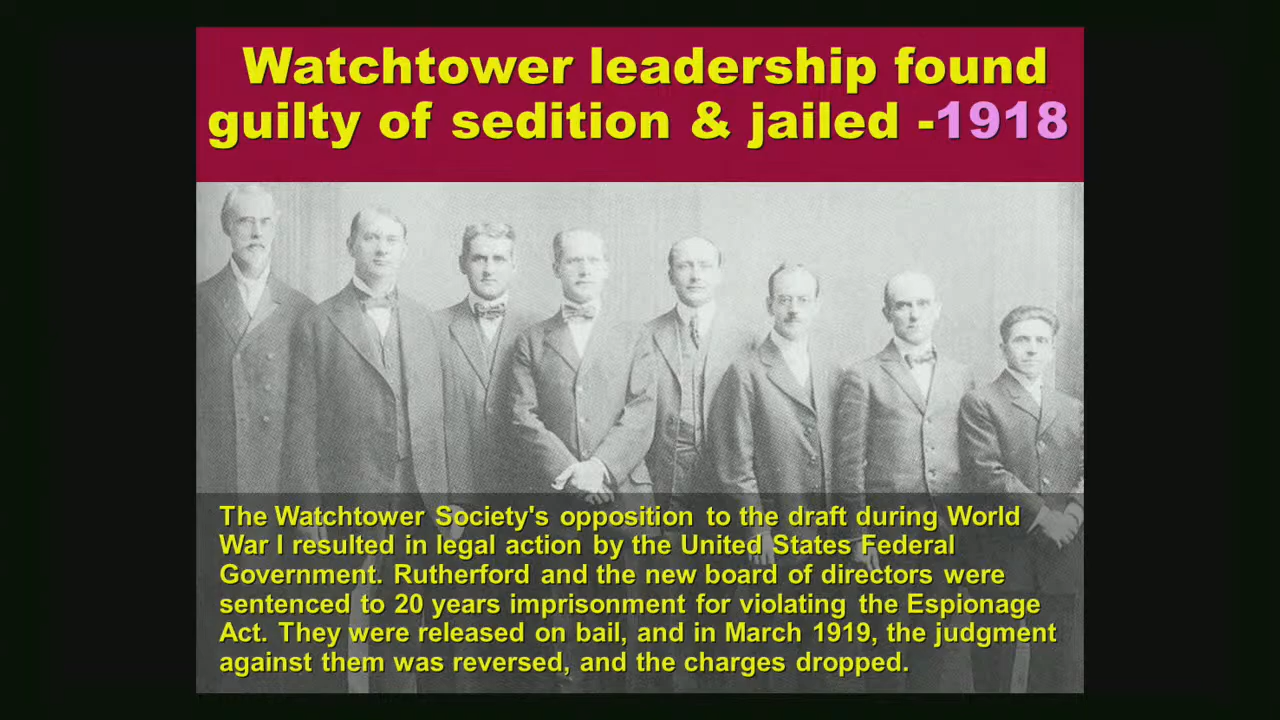 Watchtower leadership found
guilty of sedition & jailed -1918
The Watchtower Society's opposition to the draft during World
War I resulted in legal action by the United States Federal
Government. Rutherford and the new board of directors were
sentenced to 20 years imprisonment for violating the Espionage
Act. They were released on bail, and in March 1919, the judgment
against them was reversed, and the charges dropped.